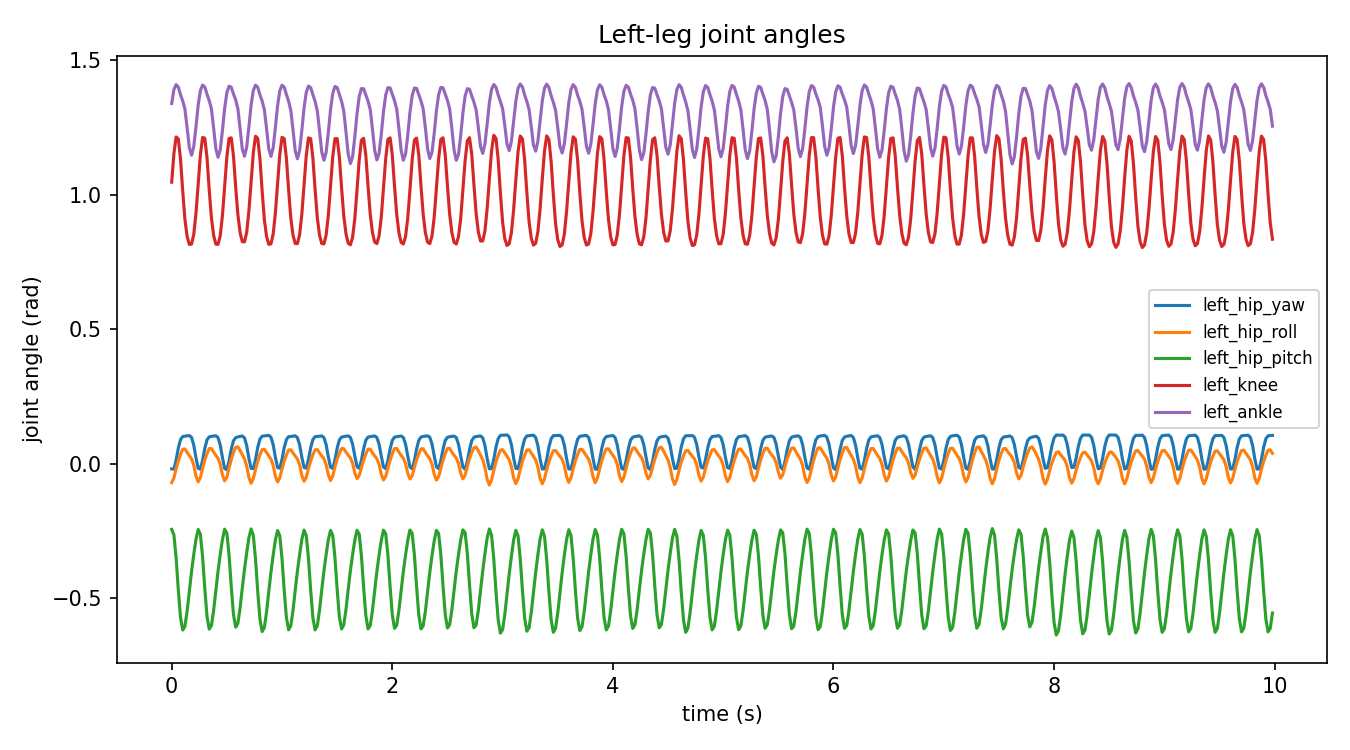 Left-leg joint angles
1.5
1.0
0.5
0.0
−0.5
joint angle (rad)
left_hip_yaw
left_hip_roll
left_hip_pitch
left_knee
left_ankle
0 2 4 6 8 10
time (s)